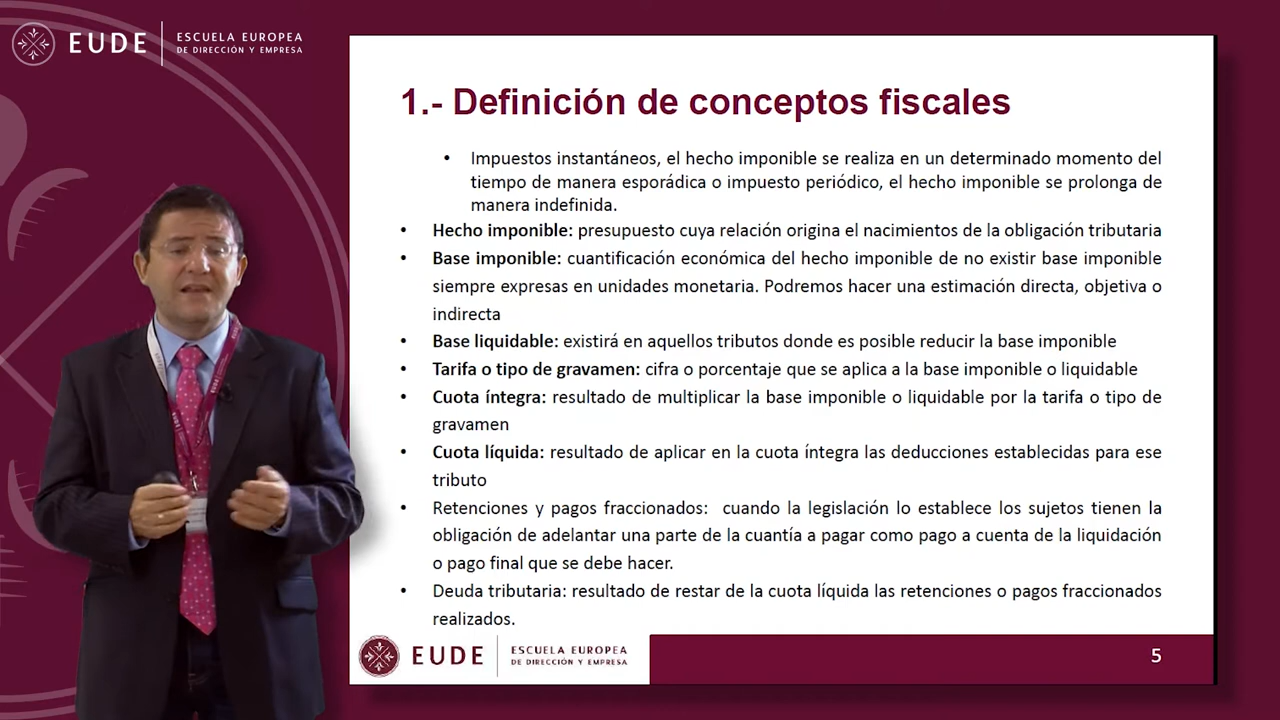 EUDE
ESCUELA EUROPEA
DE DIRECCIÓN Y EMPRESA
1.- Definición de conceptos fiscales
• Impuestos instantáneos, el hecho imponible se realiza en un determinado momento del
tiempo de manera esporádica o impuesto periódico, el hecho imponible se prolonga de
manera indefinida.
• Hecho imponible: presupuesto cuya relación origina el nacimientos de la obligación tributaria
• Base imponible: cuantificación económica del hecho imponible de no existir base imponible
siempre expresas en unidades monetaria. Podremos hacer una estimación directa, objetiva o
indirecta
• Base liquidable: existirá en aquellos tributos donde es posible reducir la base imponible
• Tarifa o tipo de gravamen: cifra o porcentaje que se aplica a la base imponible o liquidable
• Cuota íntegra: resultado de multiplicar la base imponible o liquidable por la tarifa o tipo de
gravamen
• Cuota líquida: resultado de aplicar en la cuota íntegra las deducciones establecidas para ese
tributo
• Retenciones y pagos fraccionados: cuando la legislación lo establece los sujetos tienen la
obligación de adelantar una parte de la cuantía a pagar como pago a cuenta de la liquidación
o pago final que se debe hacer.
• Deuda tributaria: resultado de restar de la cuota líquida las retenciones o pagos fraccionados
realizados.
EUDE
ESCUELA EUROPEA
DE DIRECCIÓN Y EMPRESA
5
EUDE